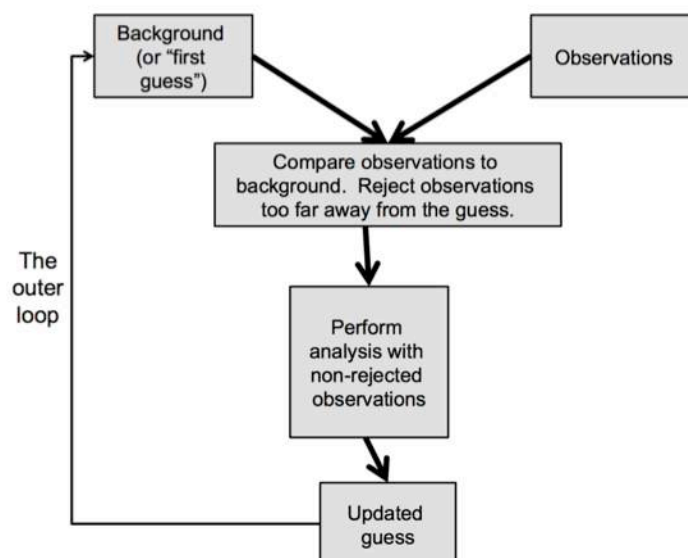 Background
(or “first
guess”)
Observations
Compare observations to
background. Reject observations
too far away from the guess.
The
outer
loop
Perform
analysis with
non-rejected
observations
Updated
guess